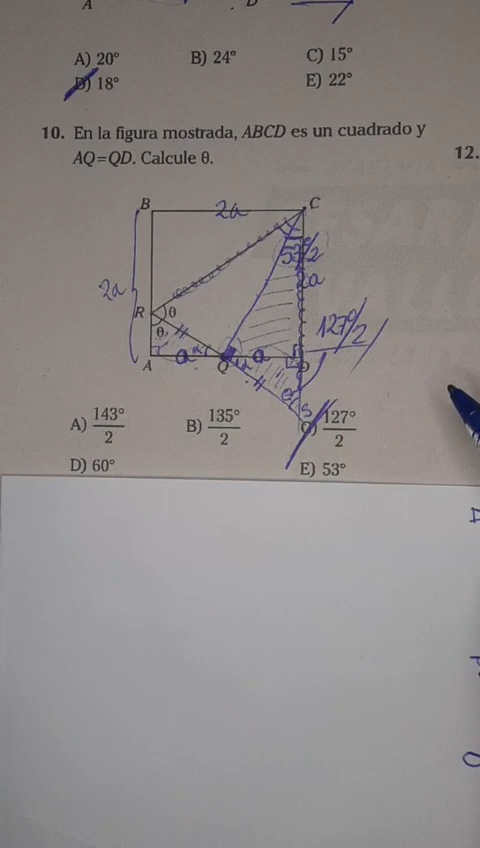 A
D
A) 20° B) 24° C) 15°
D) 18° E) 22°
10. En la figura mostrada, ABCD es un cuadrado y
AQ=QD. Calcule θ.
12.
B 2a C
53°/2
2a 2a
R θ 127°/2
θ
A a α Q a D
θ S
A) 143°/2 B) 135°/2 C) 127°/2
D) 60° E) 53°